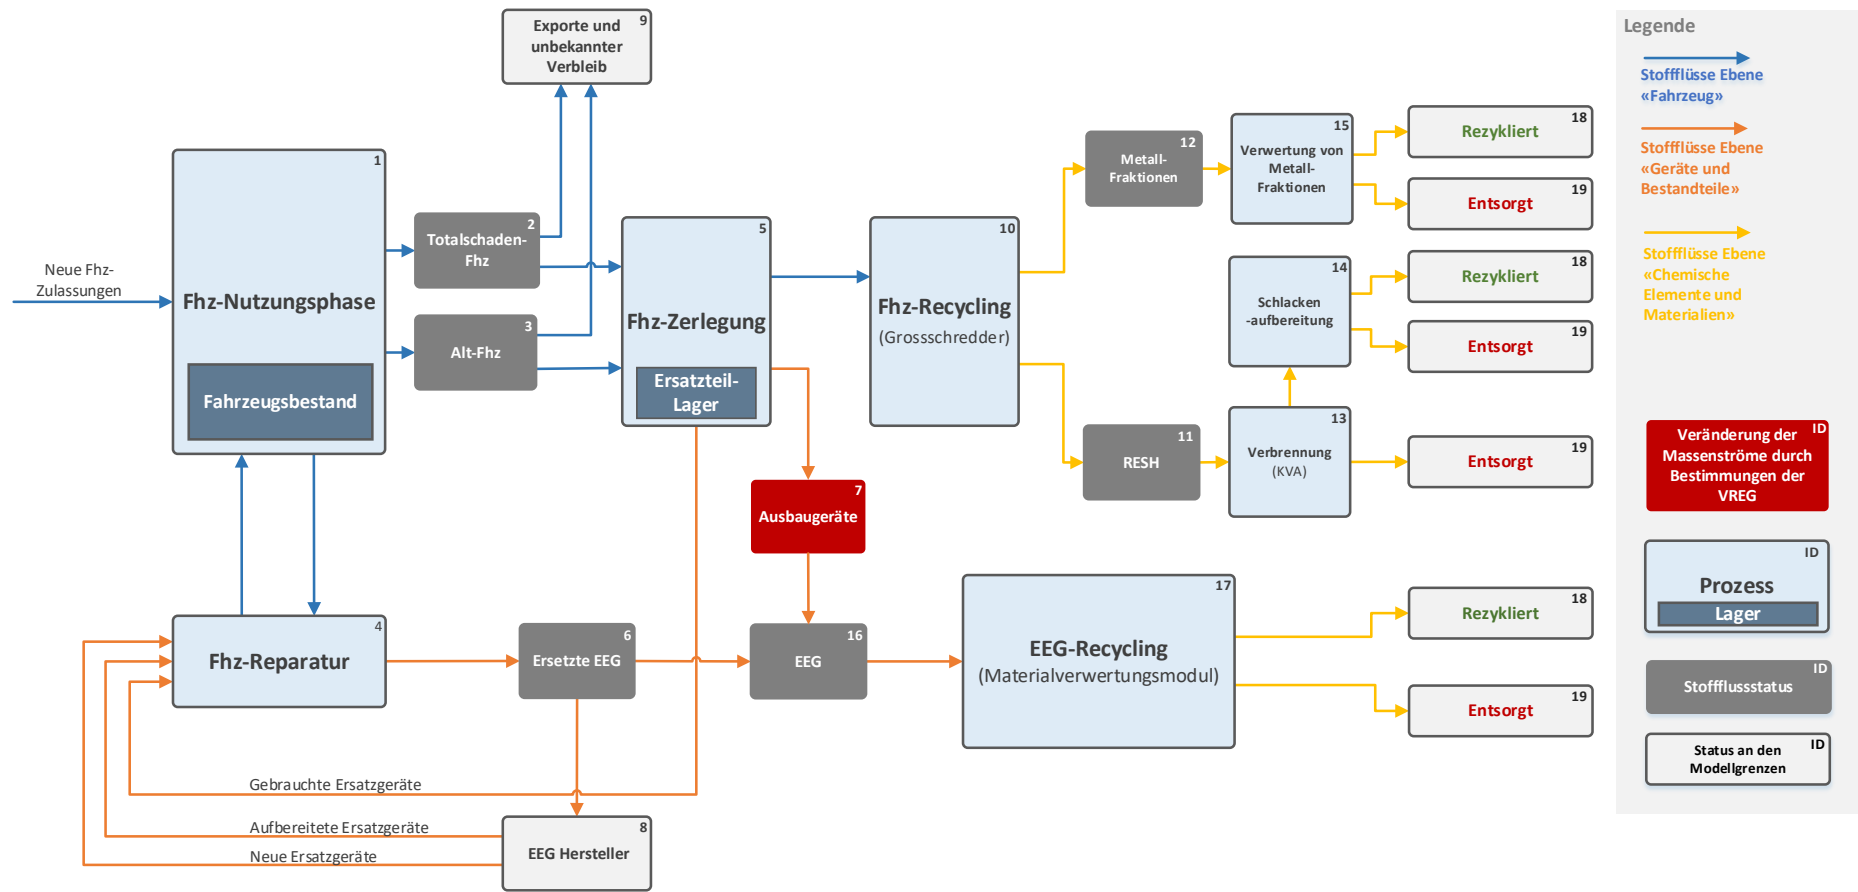 9
Exporte und
unbekannter
Verbleib
Neue Fhz-
Zulassungen
1
Fhz-Nutzungsphase
Fahrzeugsbestand
2
Totalschaden-
Fhz
3
Alt-Fhz
5
Fhz-Zerlegung
Ersatzteil-
Lager
10
Fhz-Recycling
(Grossschredder)
12
Metall-
Fraktionen
15
Verwertung von
Metall-
Fraktionen
18
Rezykliert
19
Entsorgt
14
Schlacken
-aufbereitung
18
Rezykliert
19
Entsorgt
11
RESH
13
Verbrennung
(KVA)
19
Entsorgt
7
Ausbaugeräte
4
Fhz-Reparatur
6
Ersetzte EEG
16
EEG
17
EEG-Recycling
(Materialverwertungsmodul)
18
Rezykliert
19
Entsorgt
Gebrauchte Ersatzgeräte
Aufbereitete Ersatzgeräte
Neue Ersatzgeräte
8
EEG Hersteller
Legende
Stoffflüsse Ebene
«Fahrzeug»
Stoffflüsse Ebene
«Geräte und
Bestandteile»
Stoffflüsse Ebene
«Chemische
Elemente und
Materialien»
ID
Veränderung der
Massenströme durch
Bestimmungen der
VREG
ID
Prozess
Lager
ID
Stoffflussstatus
ID
Status an den
Modellgrenzen